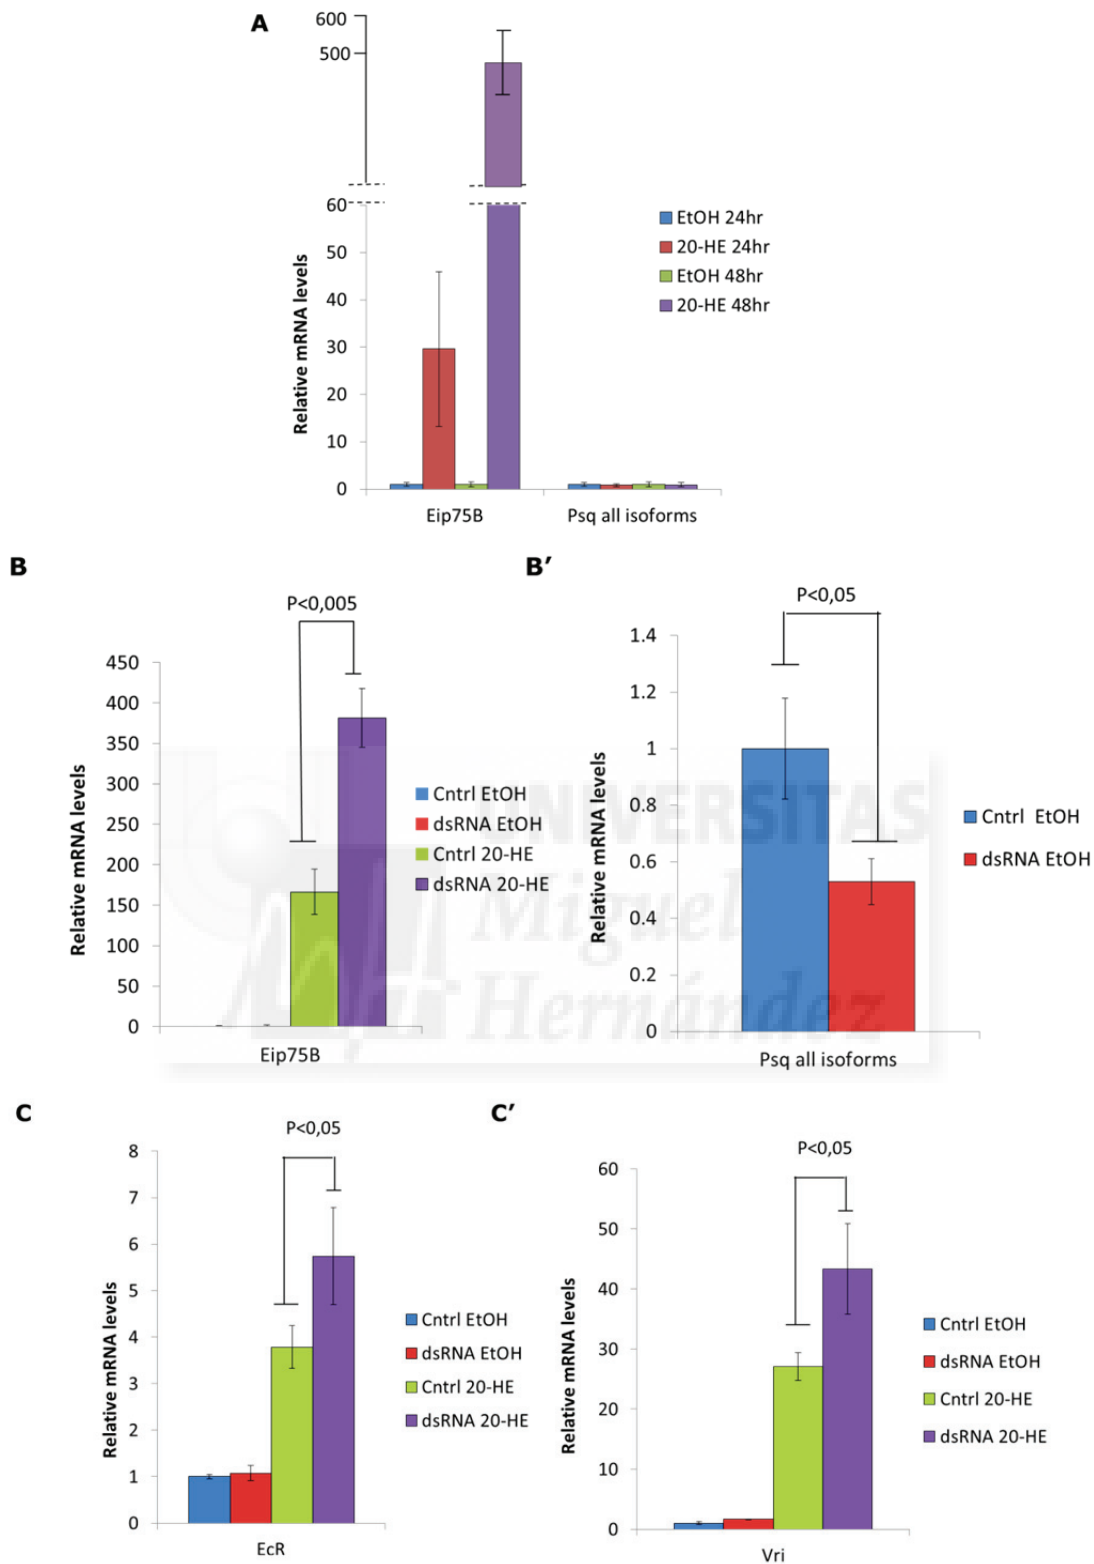 A
600
500
60
50
40
30
20
10
0
Relative mRNA levels
Eip75B
Psq all isoforms
EtOH 24hr
20-HE 24hr
EtOH 48hr
20-HE 48hr
B
P<0,005
450
400
350
300
250
200
150
100
50
0
Relative mRNA levels
Eip75B
Cntrl EtOH
dsRNA EtOH
Cntrl 20-HE
dsRNA 20-HE
B′
P<0,05
1.4
1.2
1
0.8
0.6
0.4
0.2
0
Relative mRNA levels
Psq all isoforms
Cntrl EtOH
dsRNA EtOH
UNIVERSITAS
Miguel
Hernández
C
P<0,05
8
7
6
5
4
3
2
1
0
Relative mRNA levels
EcR
Cntrl EtOH
dsRNA EtOH
Cntrl 20-HE
dsRNA 20-HE
C′
P<0,05
60
50
40
30
20
10
0
Relative mRNA levels
Vri
Cntrl EtOH
dsRNA EtOH
Cntrl 20-HE
dsRNA 20-HE